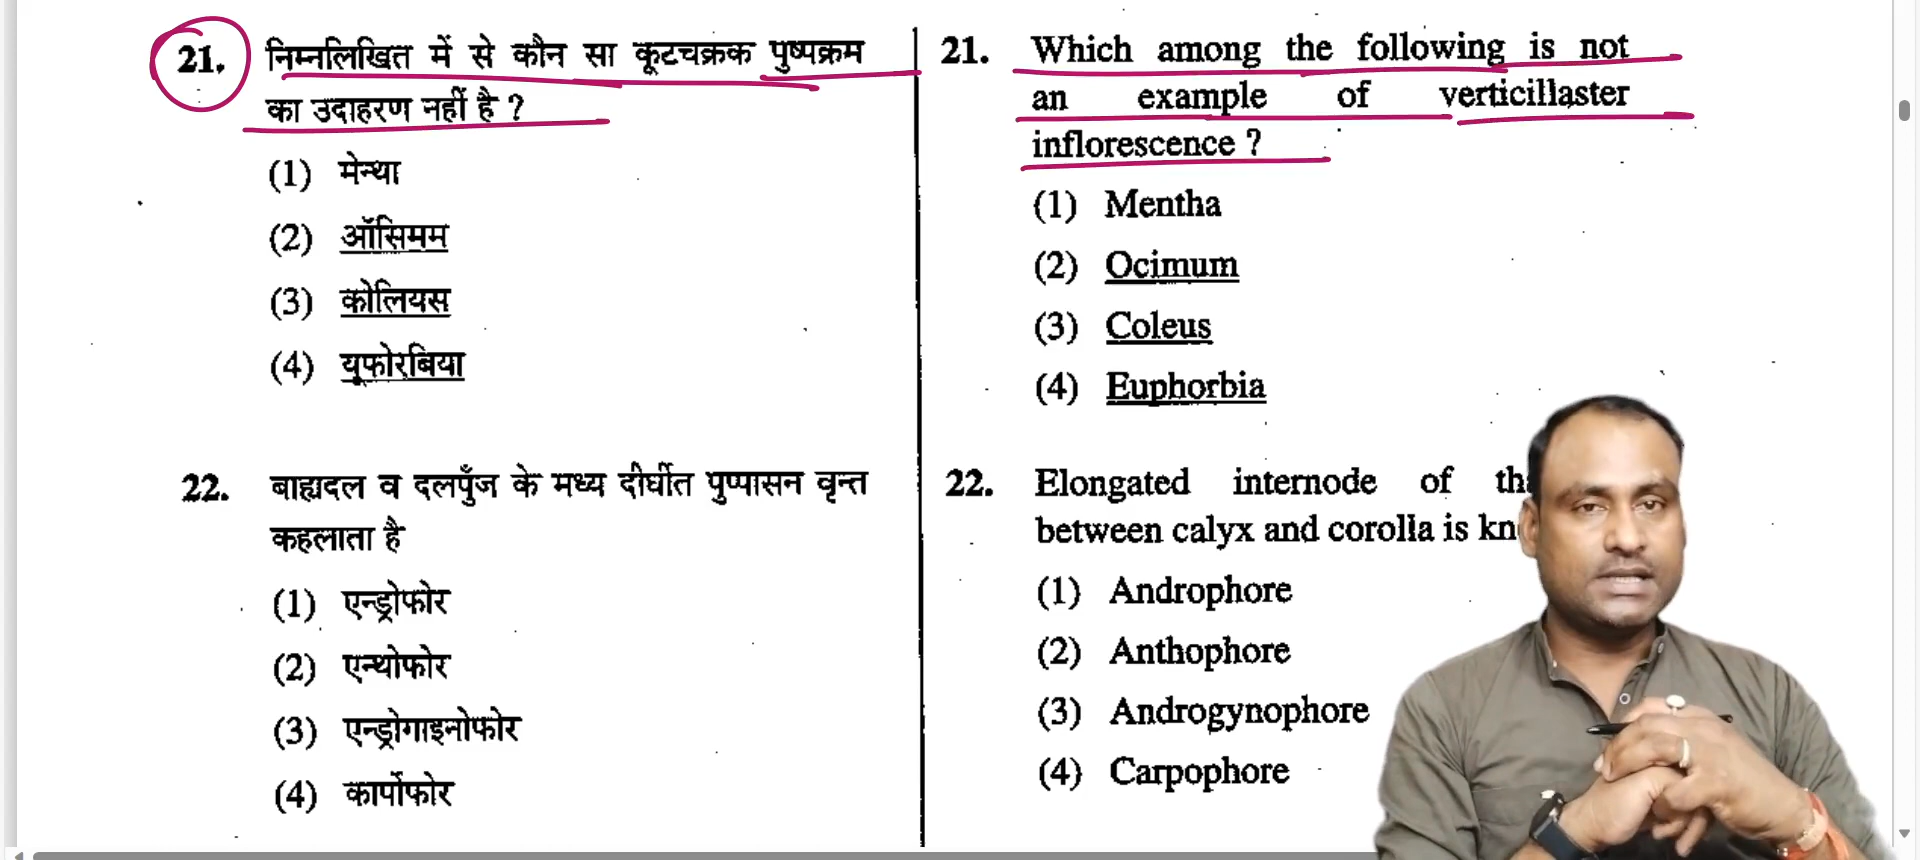 21. निम्नलिखित में से कौन सा कूटचक्रक पुष्पक्रम
का उदाहरण नहीं है ?
(1) मेन्था
(2) ऑसिमम
(3) कोलियस
(4) यूफोरबिया
22. बाह्यदल व दलपुँज के मध्य दीर्घीत पुष्पासन वृन्त
कहलाता है
(1) एन्ड्रोफोर
(2) एन्थोफोर
(3) एन्ड्रोगाइनोफोर
(4) कार्पोफोर
21. Which among the following is not
an example of verticillaster
inflorescence ?
(1) Mentha
(2) Ocimum
(3) Coleus
(4) Euphorbia
22. Elongated internode of
between calyx and corolla is
(1) Androphore
(2) Anthophore
(3) Androgynophore
(4) Carpophore